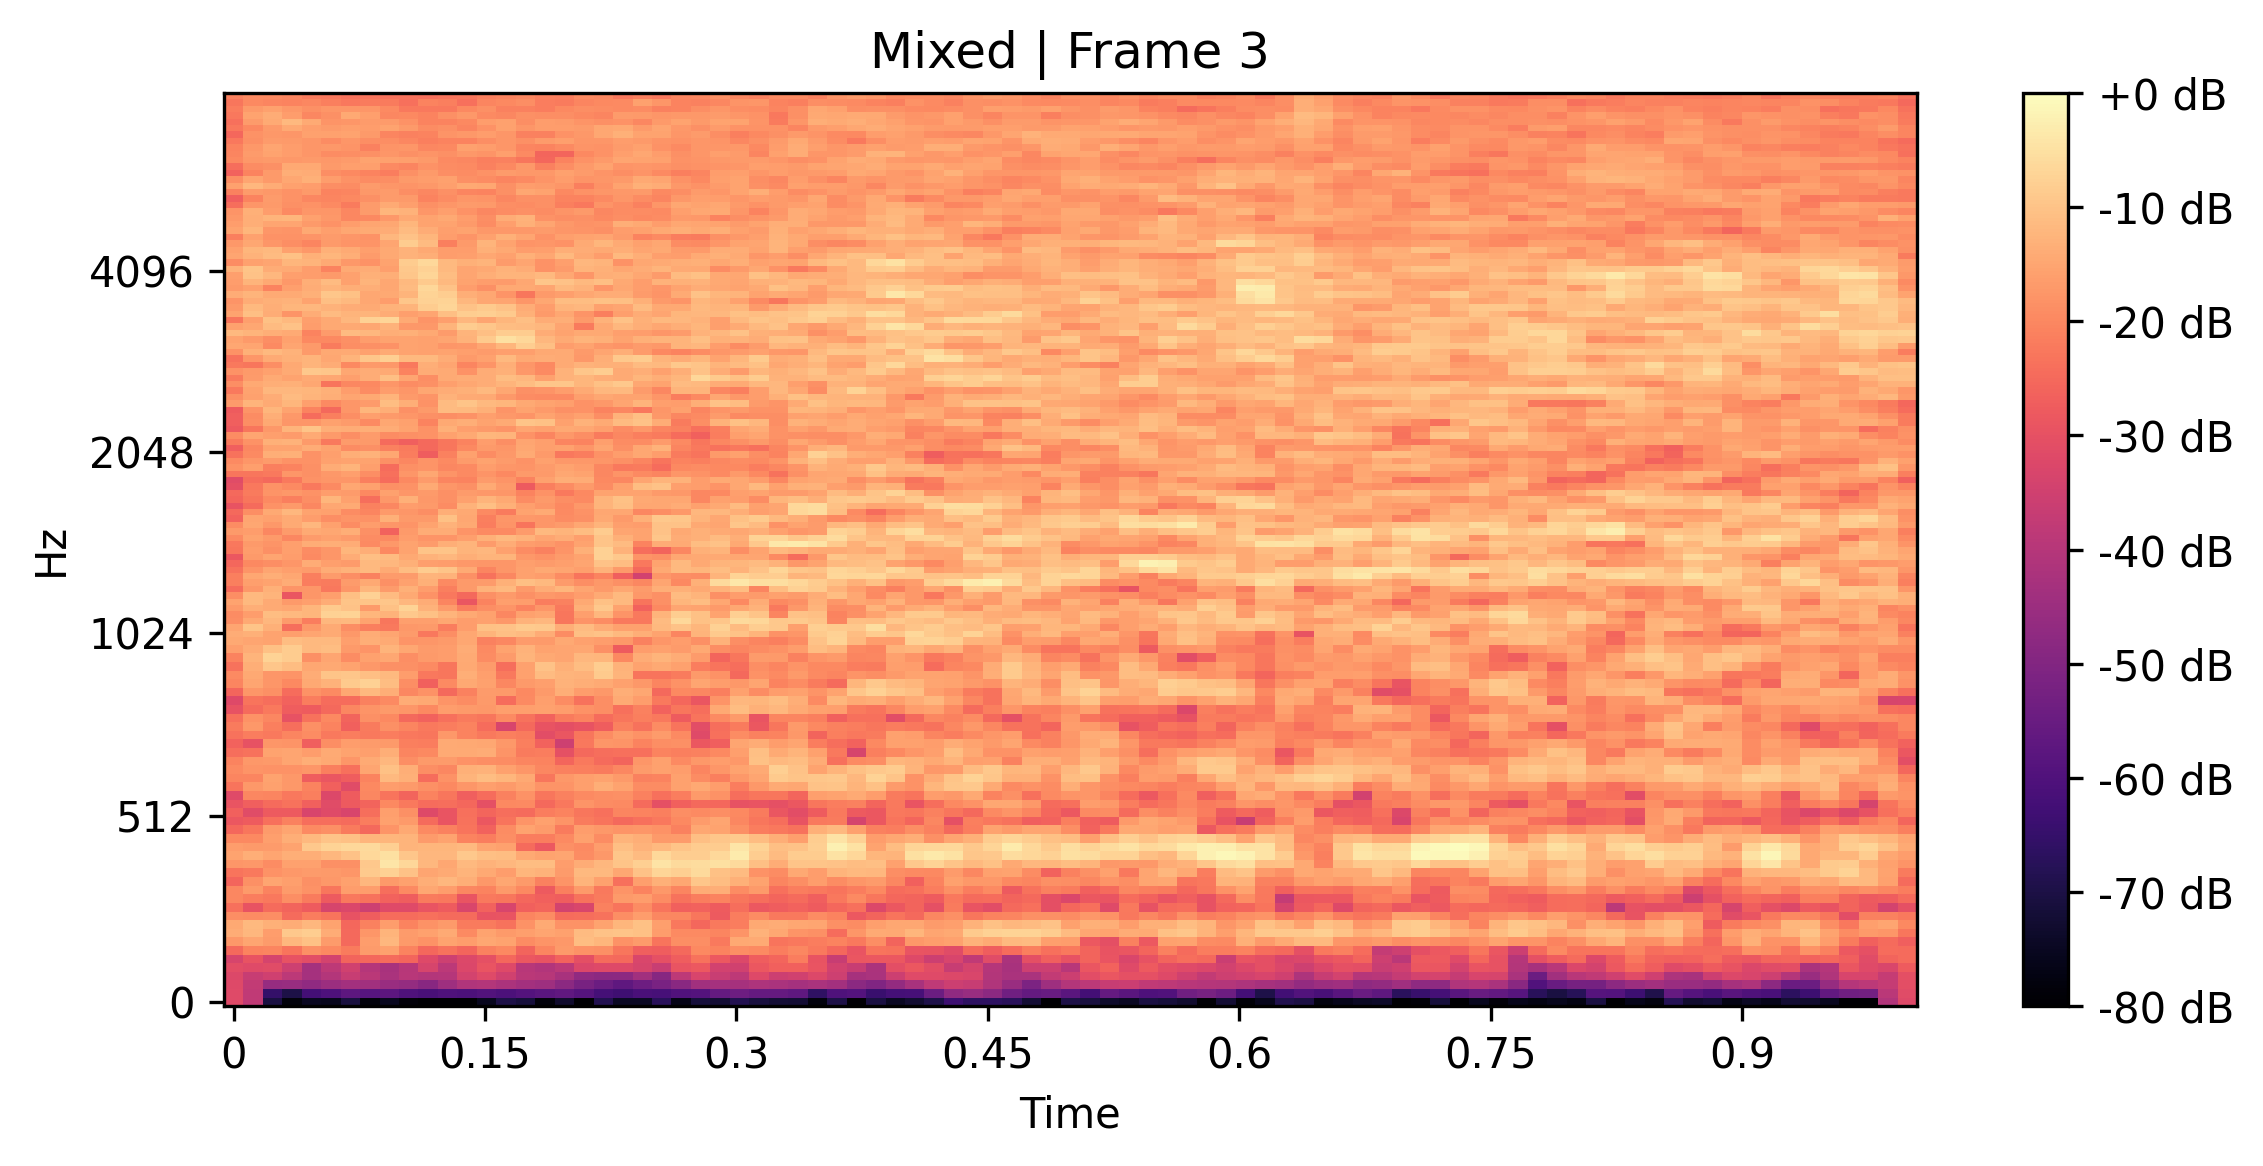 Mixed | Frame 3
Hz
4096
2048
1024
512
0
0 0.15 0.3 0.45 0.6 0.75 0.9
Time
+0 dB
-10 dB
-20 dB
-30 dB
-40 dB
-50 dB
-60 dB
-70 dB
-80 dB